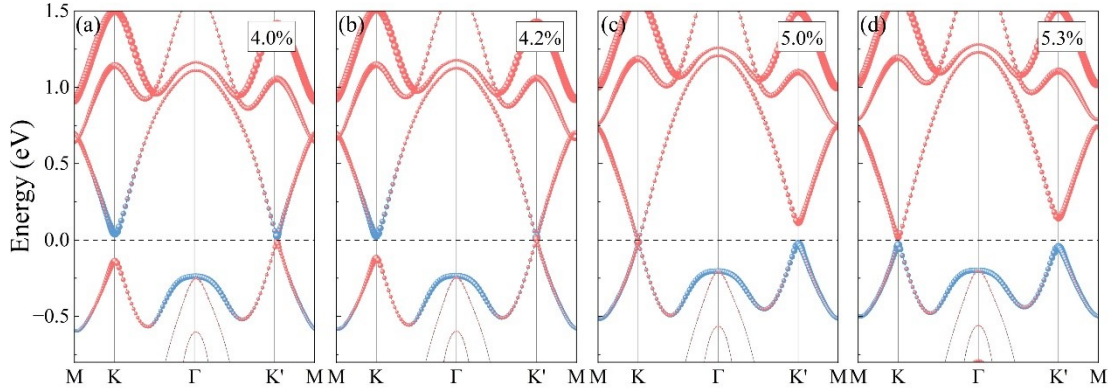 (a) 4.0%
(b) 4.2%
(c) 5.0%
(d) 5.3%
Energy (eV)
1.5
1.0
0.5
0.0
−0.5
M K Γ K' M
M K Γ K' M
M K Γ K' M
M K Γ K' M